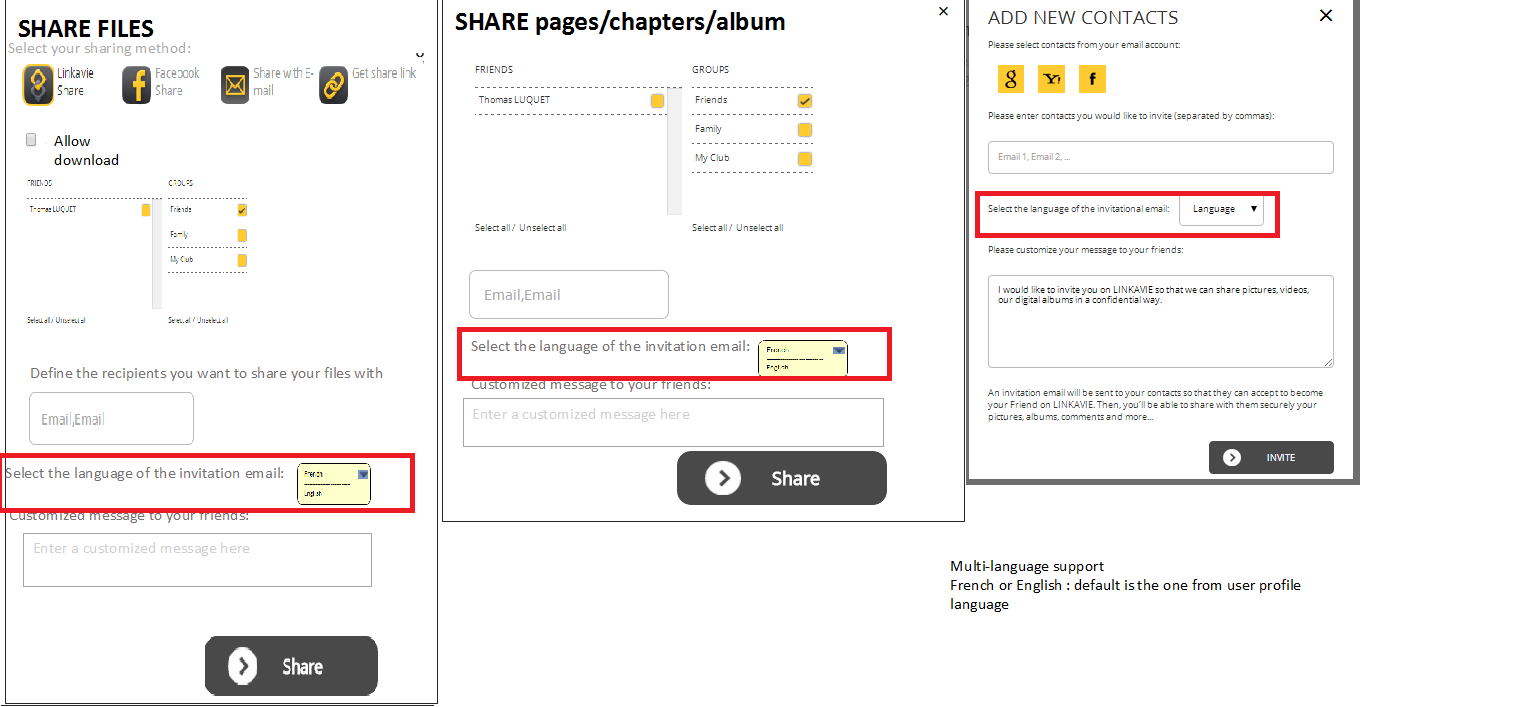 SHARE FILES
Select your sharing method:
Linkavie
Share
Facebook
Share
Share with E-
mail
Get share link
Allow
download
FRIENDS
GROUPS
Thomas LUQUET
Friends
Family
My Club
Select all / Unselect all
Select all / Unselect all
Define the recipients you want to share your files with
Email,Email
Select the language of the invitation email:
French
English
Customized message to your friends:
Enter a customized message here
Share
SHARE pages/chapters/album
FRIENDS
GROUPS
Thomas LUQUET
Friends
Family
My Club
Select all / Unselect all
Select all / Unselect all
Email,Email
Select the language of the invitation email:
French
English
Customized message to your friends:
Enter a customized message here
Share
ADD NEW CONTACTS
Please select contacts from your email account:
g
Y!
f
Please enter contacts you would like to invite (separated by commas):
Email 1, Email 2, ...
Select the language of the invitational email:
Language
Please customize your message to your friends:
I would like to invite you on LINKAVIE so that we can share pictures, videos,
our digital albums in a confidential way.
An invitation email will be sent to your contacts so that they can accept to become
your Friend on LINKAVIE. Then, you'll be able to share with them securely your
pictures, albums, comments and more...
INVITE
Multi-language support
French or English : default is the one from user profile
language